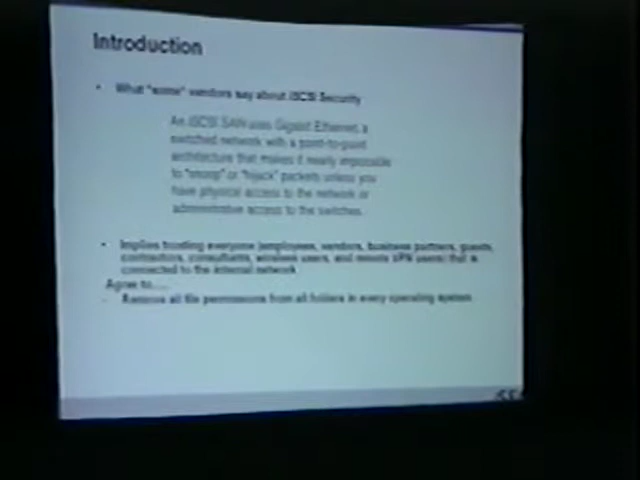 Introduction
• What "some" vendors say about iSCSI Security
An iSCSI SAN uses Gigabit Ethernet, a
switched network with a point-to-point
architecture that makes it nearly impossible
to "snoop" or "hijack" packets unless you
have physical access to the network or
administrative access to the switches.
• Implies trusting everyone (employees, vendors, business partners, guests,
contractors, consultants, wireless users, and remote VPN users) that is
connected to the internal network
Agree to....
Remove all file permissions from all folders in every operating system